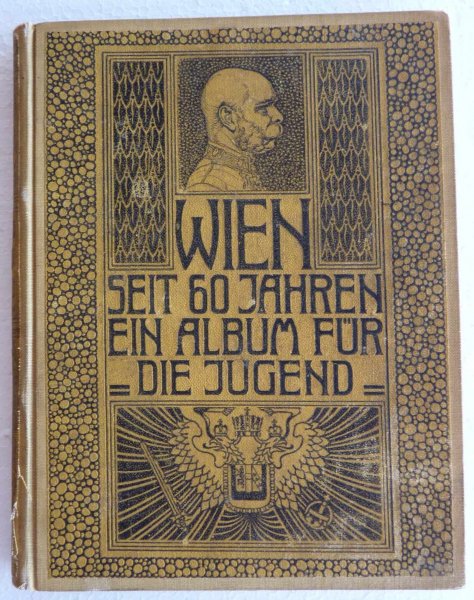 WIEN
SEIT 60 JAHREN
EIN ALBUM FÜR
= DIE JUGEND =